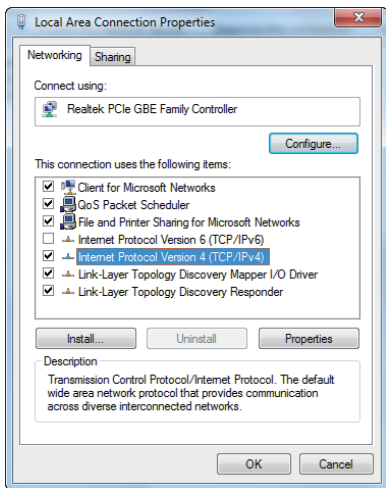 Local Area Connection Properties
Networking
Sharing
Connect using:
Realtek PCIe GBE Family Controller
Configure...
This connection uses the following items:
Client for Microsoft Networks
QoS Packet Scheduler
File and Printer Sharing for Microsoft Networks
Internet Protocol Version 6 (TCP/IPv6)
Internet Protocol Version 4 (TCP/IPv4)
Link-Layer Topology Discovery Mapper I/O Driver
Link-Layer Topology Discovery Responder
Install...
Uninstall
Properties
Description
Transmission Control Protocol/Internet Protocol. The default
wide area network protocol that provides communication
across diverse interconnected networks.
OK
Cancel